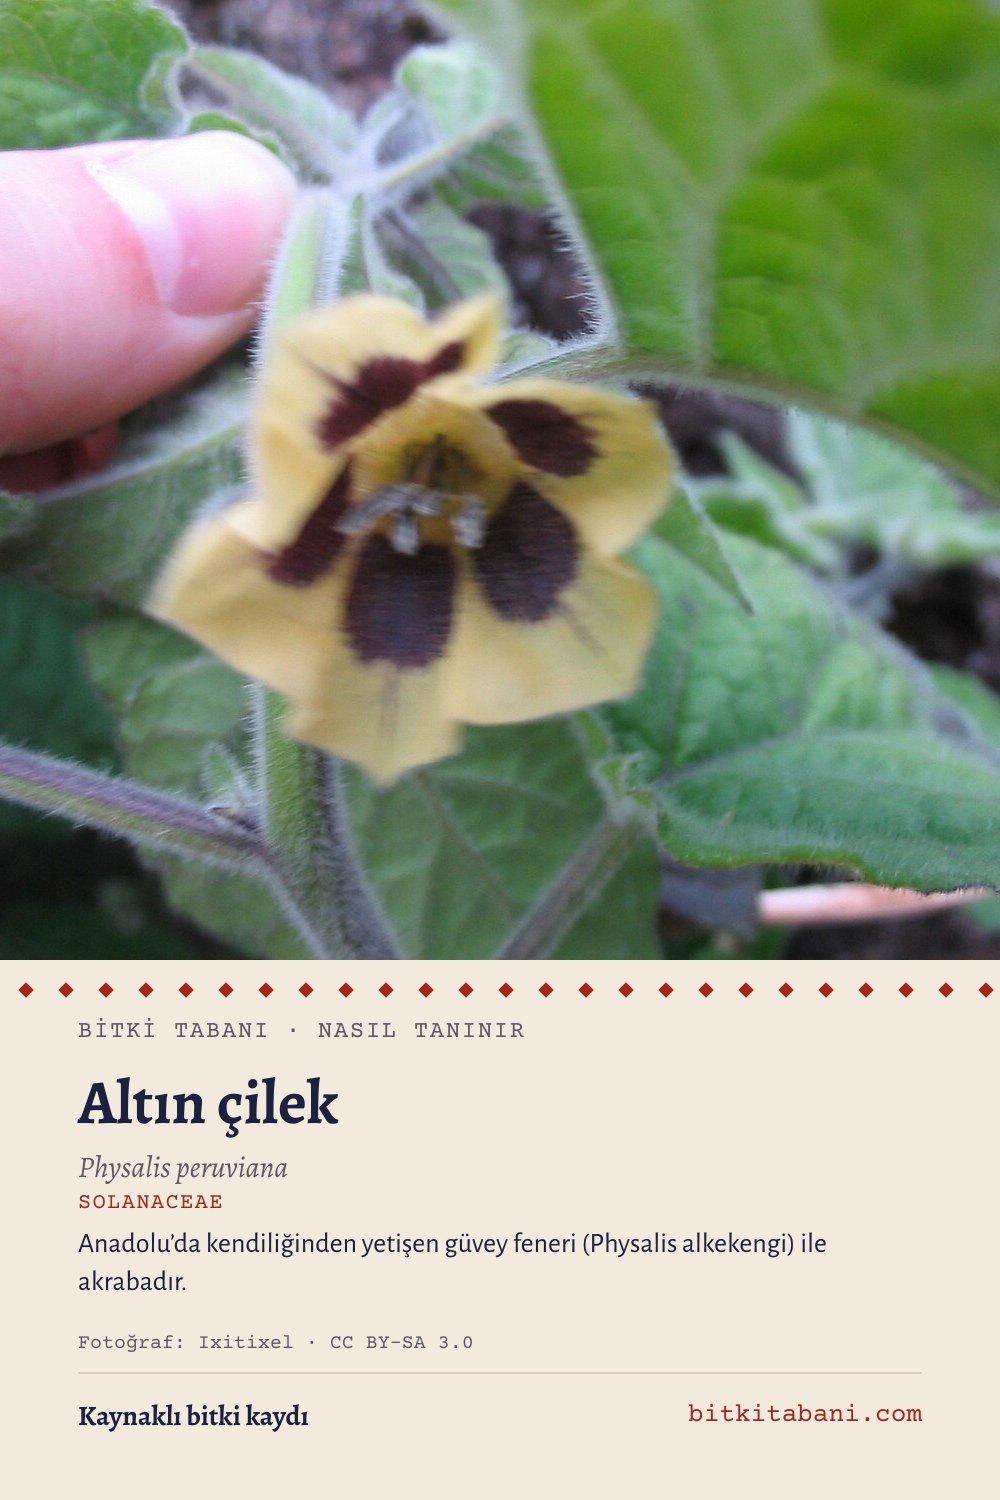 BİTKİ TABANI · NASIL TANINIR
Altın çilek
Physalis peruviana
SOLANACEAE
Anadolu’da kendiliğinden yetişen güvey feneri (Physalis alkekengi) ile
akrabadır.
Fotoğraf: Ixitixel · CC BY-SA 3.0
Kaynaklı bitki kaydı
bitkitabani.com